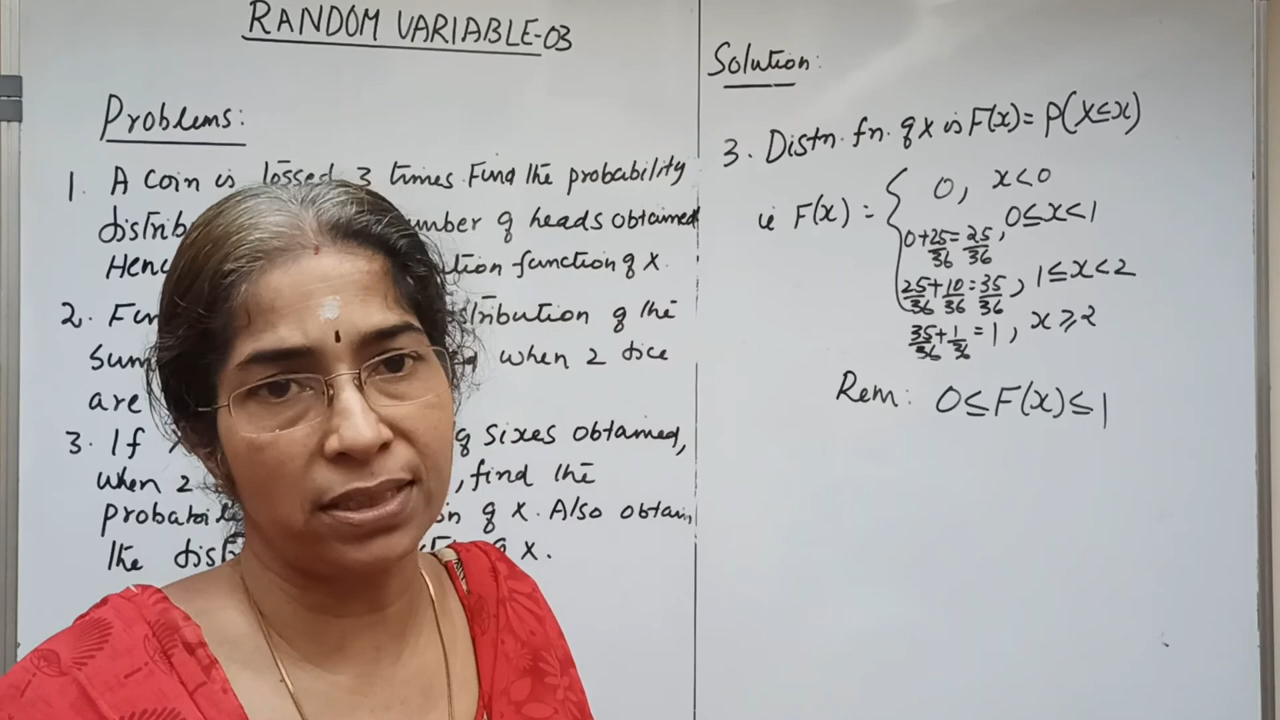 RANDOM VARIABLE-03
Problems:
1. A coin is tossed 3 times. Find the probability
distrib umber of heads obtained
Henc tion function of X.
2. Fin stribution of the
Sum when 2 dice
are
3. If of sixes obtained,
when 2 , find the
probabi on of X. Also obtain
the dist of X.
Solution:
3. Distn. fn. of X is F(x) = P(X≤x)
ie F(x) = { 0, x<0
0+25/36 = 25/36, 0≤x<1
25/36+10/36 = 35/36, 1≤x<2
35/36+1/36 = 1, x≥2
Rem: 0≤F(x)≤1